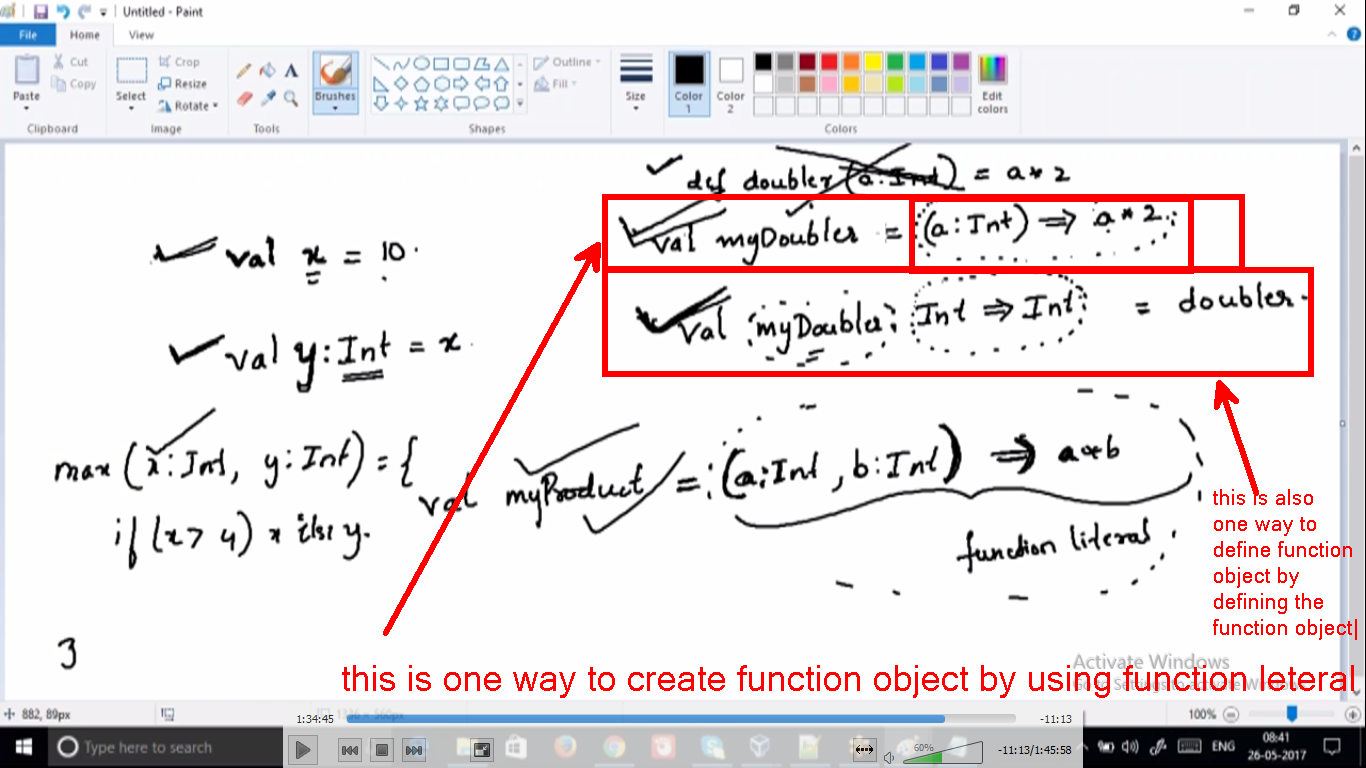 Untitled - Paint
File
Home
View
Paste
Cut
Copy
Clipboard
Select
Crop
Resize
Rotate
Image
Tools
Brushes
Shapes
Outline
Fill
Size
Color 1
Color 2
Edit colors
Colors
def doubler (a:Int) = a*2
val myDoubler = (a:Int) => a*2
val x = 10
val myDoubler: Int => Int = doubler
val y:Int = x
max (x:Int, y:Int) = {
if (x > y) x else y
val myProduct = (a:Int, b:Int) => a*b
function literal
this is also
one way to
define function
object by
defining the
function object
3
Activate Windows
this is one way to create function object by using function leteral
882, 89px
100%
1:34:45
-11:13
60%
-11:13/1:45:58
Type here to search
ENG
08:41
26-05-2017